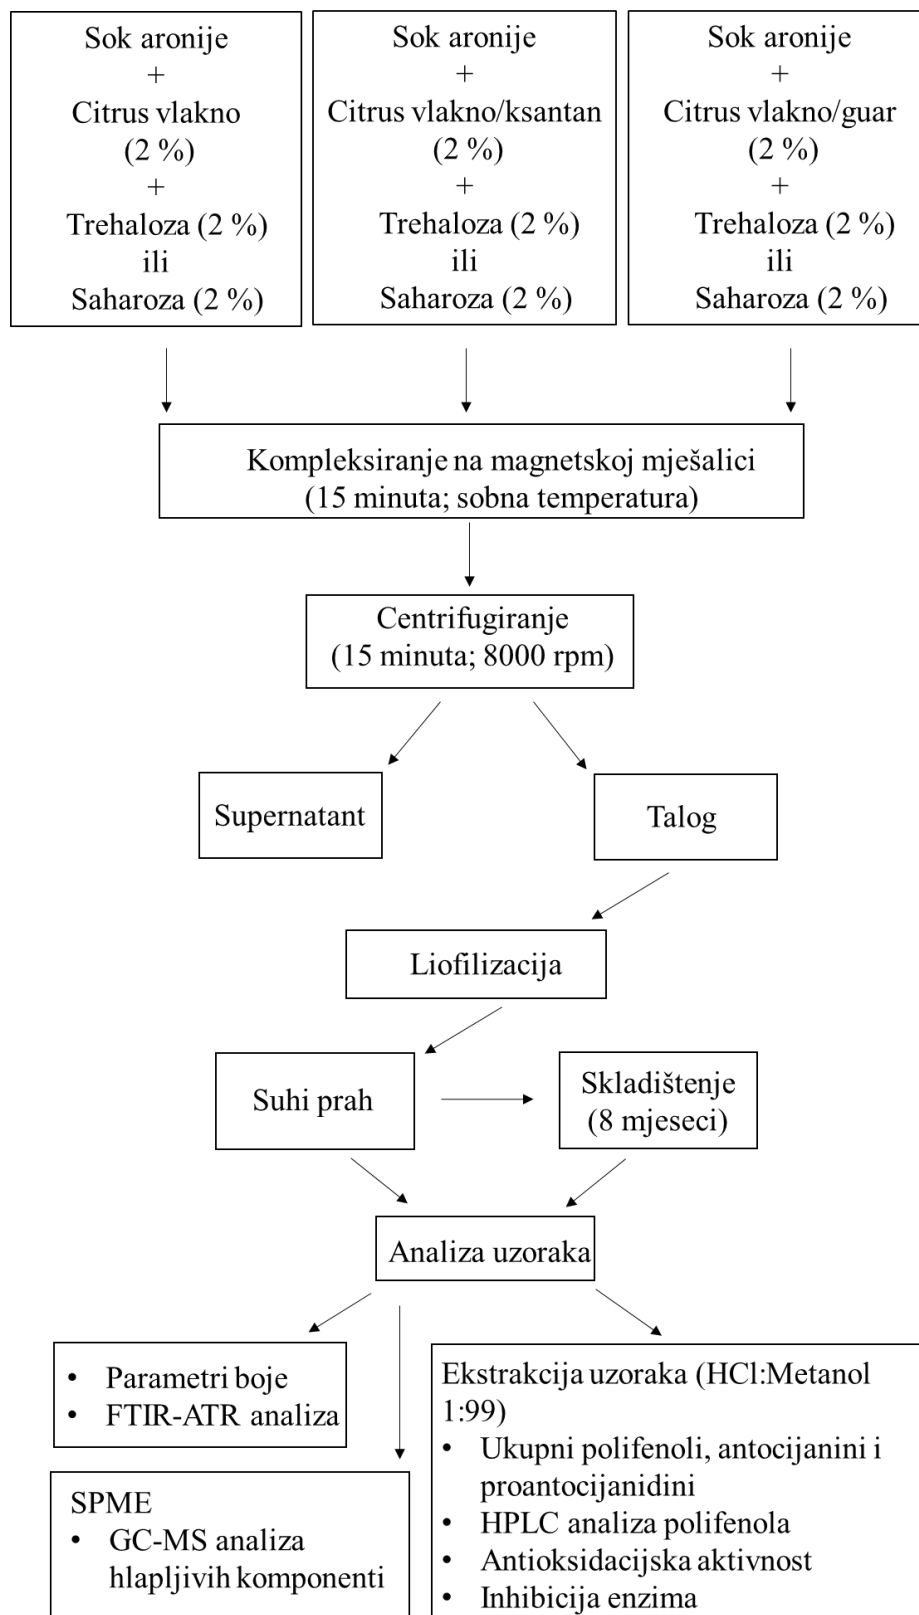 Sok aronije
+
Citrus vlakno
(2 %)
+
Trehaloza (2 %)
ili
Saharoza (2 %)
Sok aronije
+
Citrus vlakno/ksantan
(2 %)
+
Trehaloza (2 %)
ili
Saharoza (2 %)
Sok aronije
+
Citrus vlakno/guar
(2 %)
+
Trehaloza (2 %)
ili
Saharoza (2 %)
Kompleksiranje na magnetskoj mješalici
(15 minuta; sobna temperatura)
Centrifugiranje
(15 minuta; 8000 rpm)
Supernatant
Talog
Liofilizacija
Suhi prah
Skladištenje
(8 mjeseci)
Analiza uzoraka
• Parametri boje
• FTIR-ATR analiza
SPME
• GC-MS analiza
hlapljivih komponenti
Ekstrakcija uzoraka (HCl:Metanol
1:99)
• Ukupni polifenoli, antocijanini i
proantocijanidini
• HPLC analiza polifenola
• Antioksidacijska aktivnost
• Inhibicija enzima